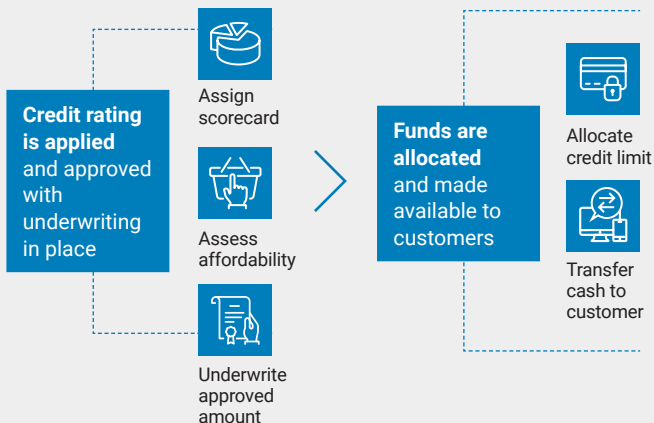 Credit rating
is applied
and approved
with
underwriting
in place
Assign
scorecard
Assess
affordability
Underwrite
approved
amount
Funds are
allocated
and made
available to
customers
Allocate
credit limit
Transfer
cash to
customer